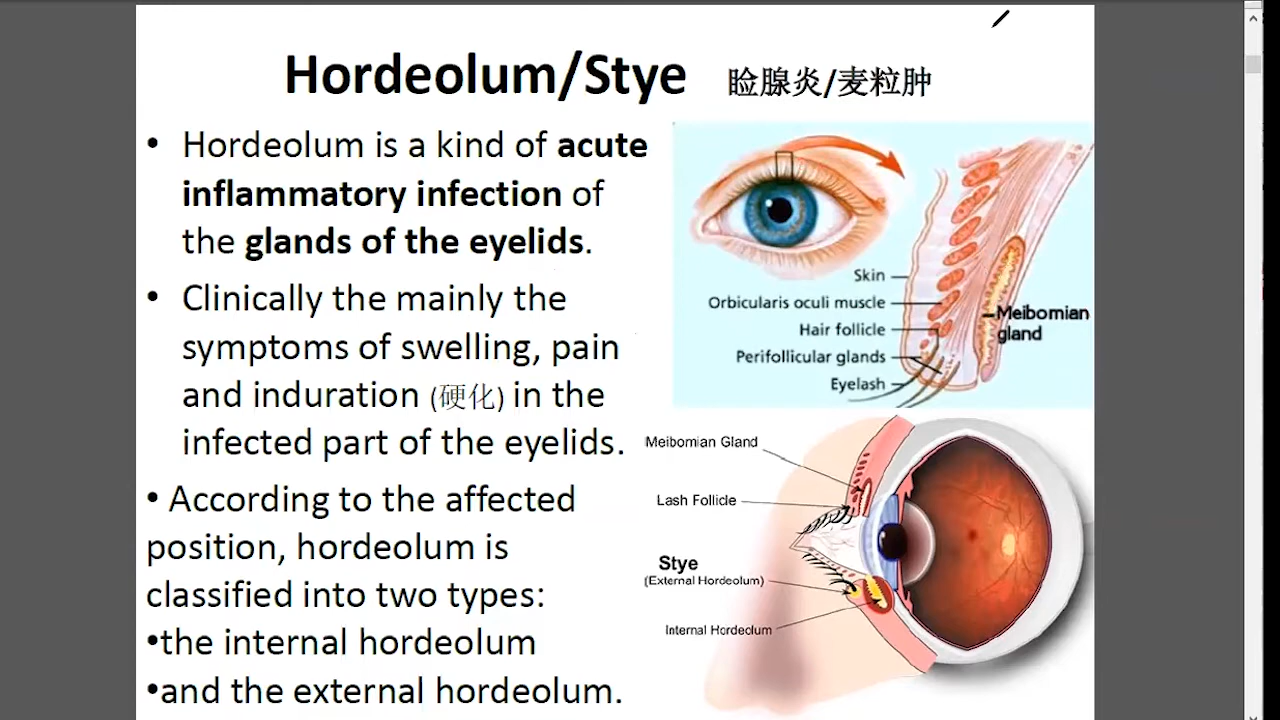 Hordeolum/Stye 睑腺炎/麦粒肿
• Hordeolum is a kind of acute
inflammatory infection of
the glands of the eyelids.
• Clinically the mainly the
symptoms of swelling, pain
and induration (硬化) in the
infected part of the eyelids.
• According to the affected
position, hordeolum is
classified into two types:
•the internal hordeolum
•and the external hordeolum.
Skin
Orbicularis oculi muscle
Hair follicle
Perifollicular glands
Eyelash
Meibomian
gland
Meibomian Gland
Lash Follicle
Stye
(External Hordeolum)
Internal Hordeolum